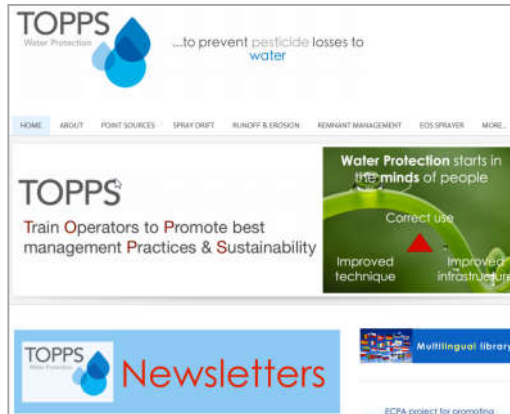 TOPPS
Water Protection
...to prevent pesticide losses to
water
HOME ABOUT POINT SOURCES SPRAY DRIFT RUNOFF & EROSION REMNANT MANAGEMENT EOS SPRAYER MORE...
TOPPS
Train Operators to Promote best
management Practices & Sustainability
Water Protection starts in
the minds of people
Correct use
Improved
technique
Improved
infrastructure
TOPPS
Water Protection
Newsletters
Multilingual library
ECPA project for promoting